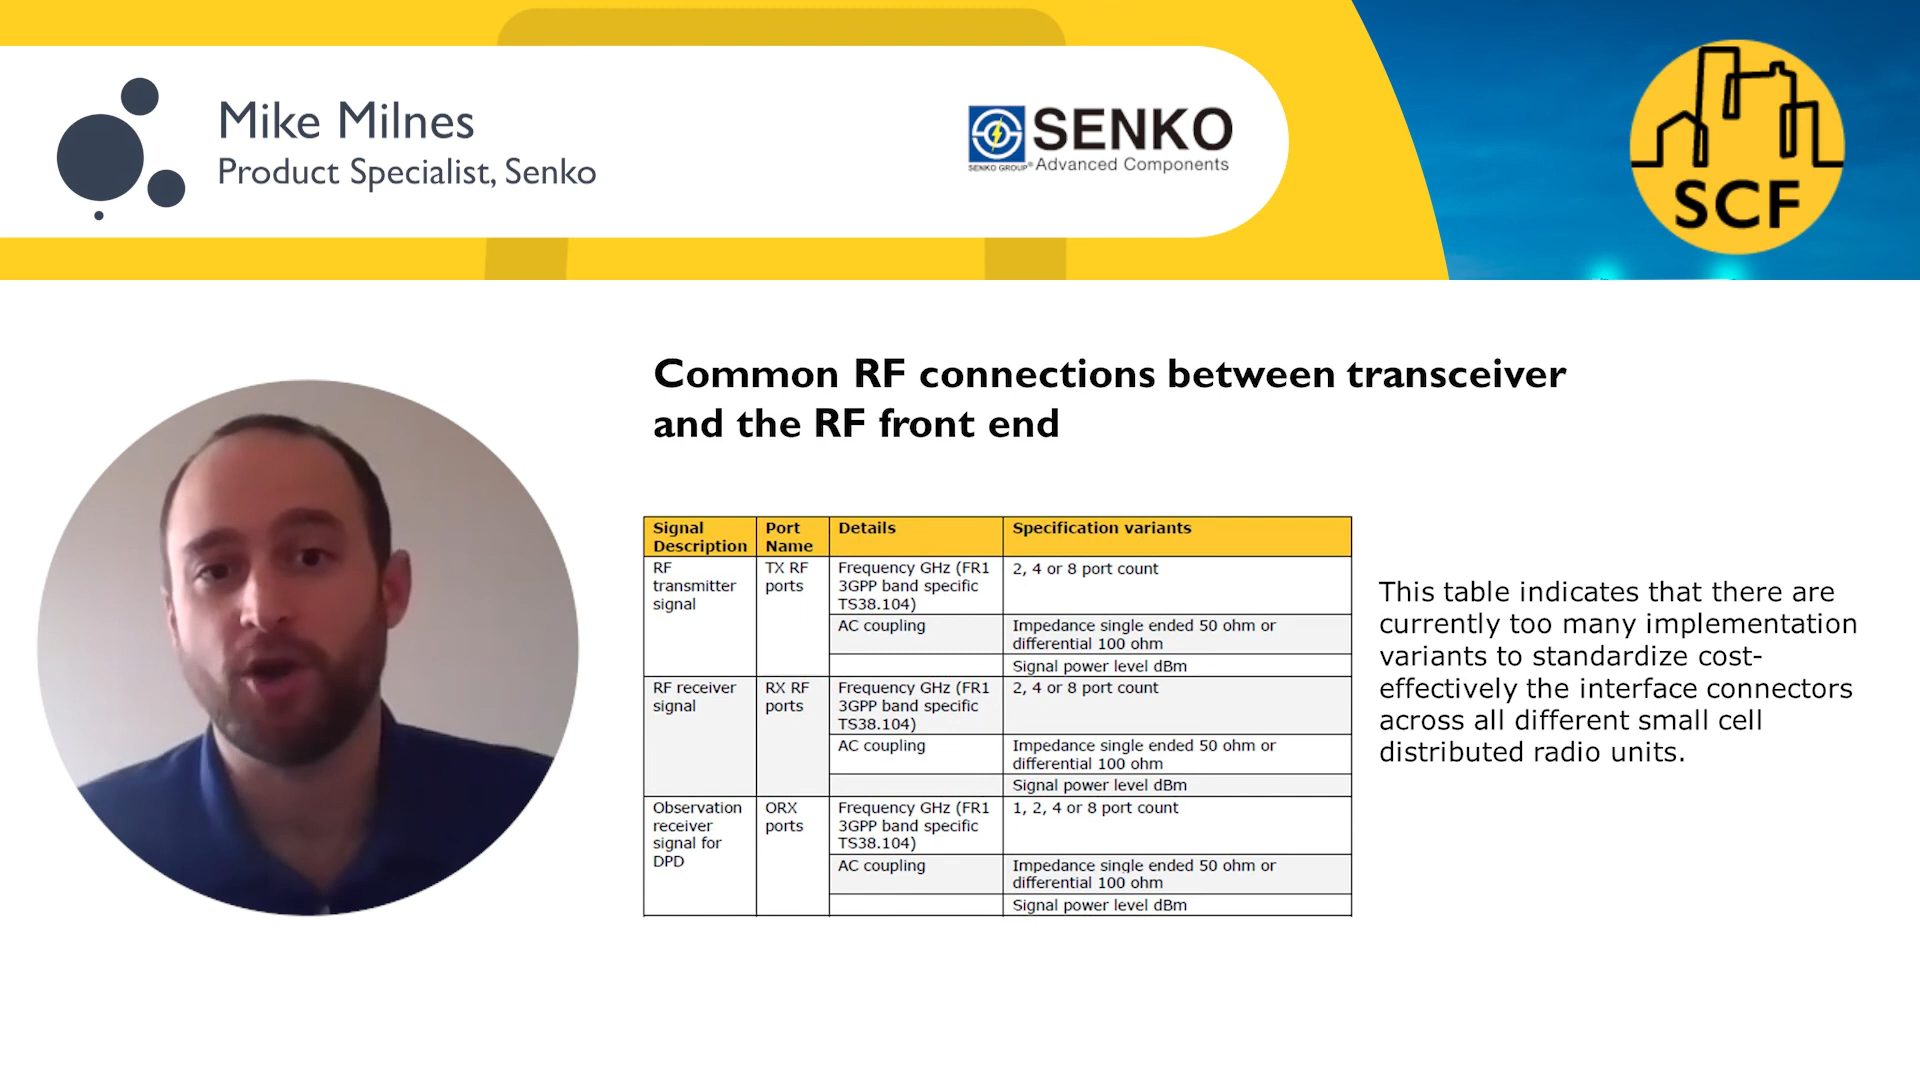 Mike Milnes
Product Specialist, Senko
SENKO
SENKO GROUP® Advanced Components
SCF
Common RF connections between transceiver
and the RF front end
Signal Description
Port Name
Details
Specification variants
RF
transmitter
signal
TX RF
ports
Frequency GHz (FR1
3GPP band specific
TS38.104)
2, 4 or 8 port count
AC coupling
Impedance single ended 50 ohm or
differential 100 ohm
Signal power level dBm
RF receiver
signal
RX RF
ports
Frequency GHz (FR1
3GPP band specific
TS38.104)
2, 4 or 8 port count
AC coupling
Impedance single ended 50 ohm or
differential 100 ohm
Signal power level dBm
Observation
receiver
signal for
DPD
ORX
ports
Frequency GHz (FR1
3GPP band specific
TS38.104)
1, 2, 4 or 8 port count
AC coupling
Impedance single ended 50 ohm or
differential 100 ohm
Signal power level dBm
This table indicates that there are
currently too many implementation
variants to standardize cost-
effectively the interface connectors
across all different small cell
distributed radio units.